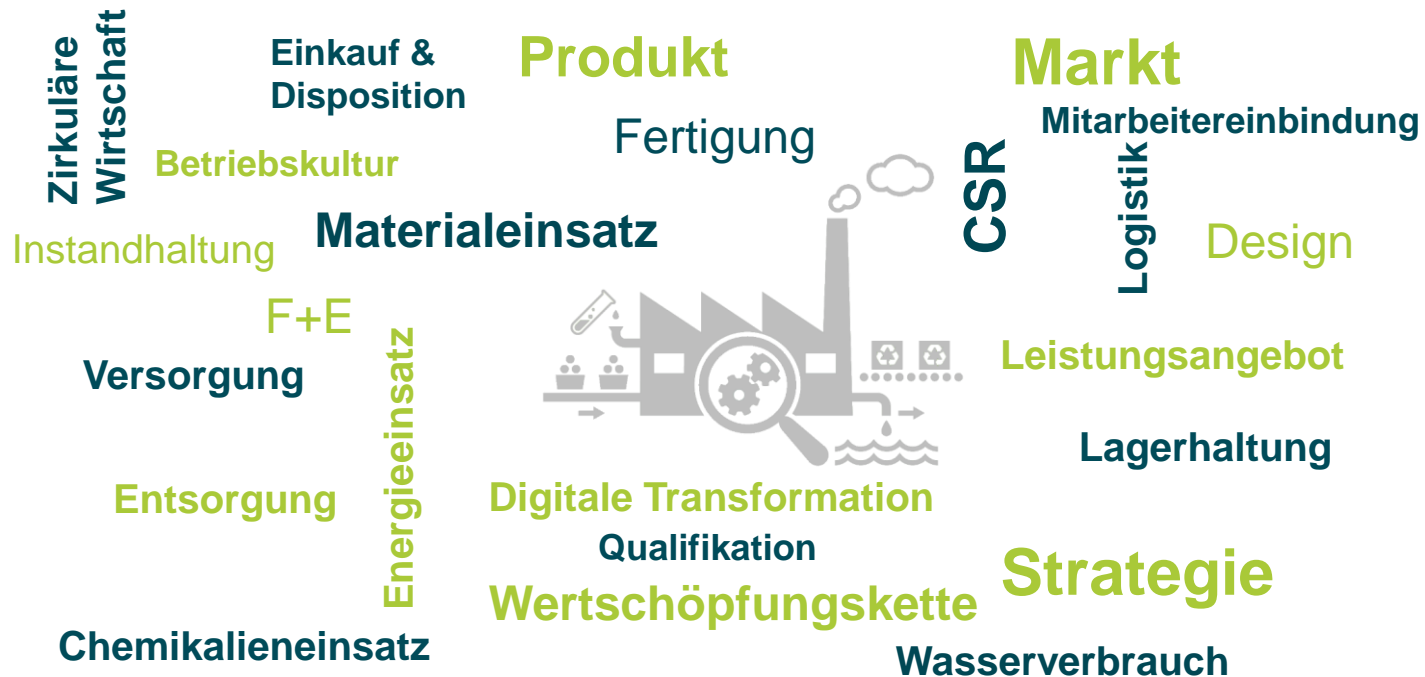 Zirkuläre
Wirtschaft
Einkauf &
Disposition
Produkt
Markt
Mitarbeitereinbindung
Fertigung
Betriebskultur
CSR
Logistik
Materialeinsatz
Instandhaltung
Design
F+E
Energieeinsatz
Leistungsangebot
Versorgung
Lagerhaltung
Entsorgung
Digitale Transformation
Qualifikation
Strategie
Wertschöpfungskette
Chemikalieneinsatz
Wasserverbrauch